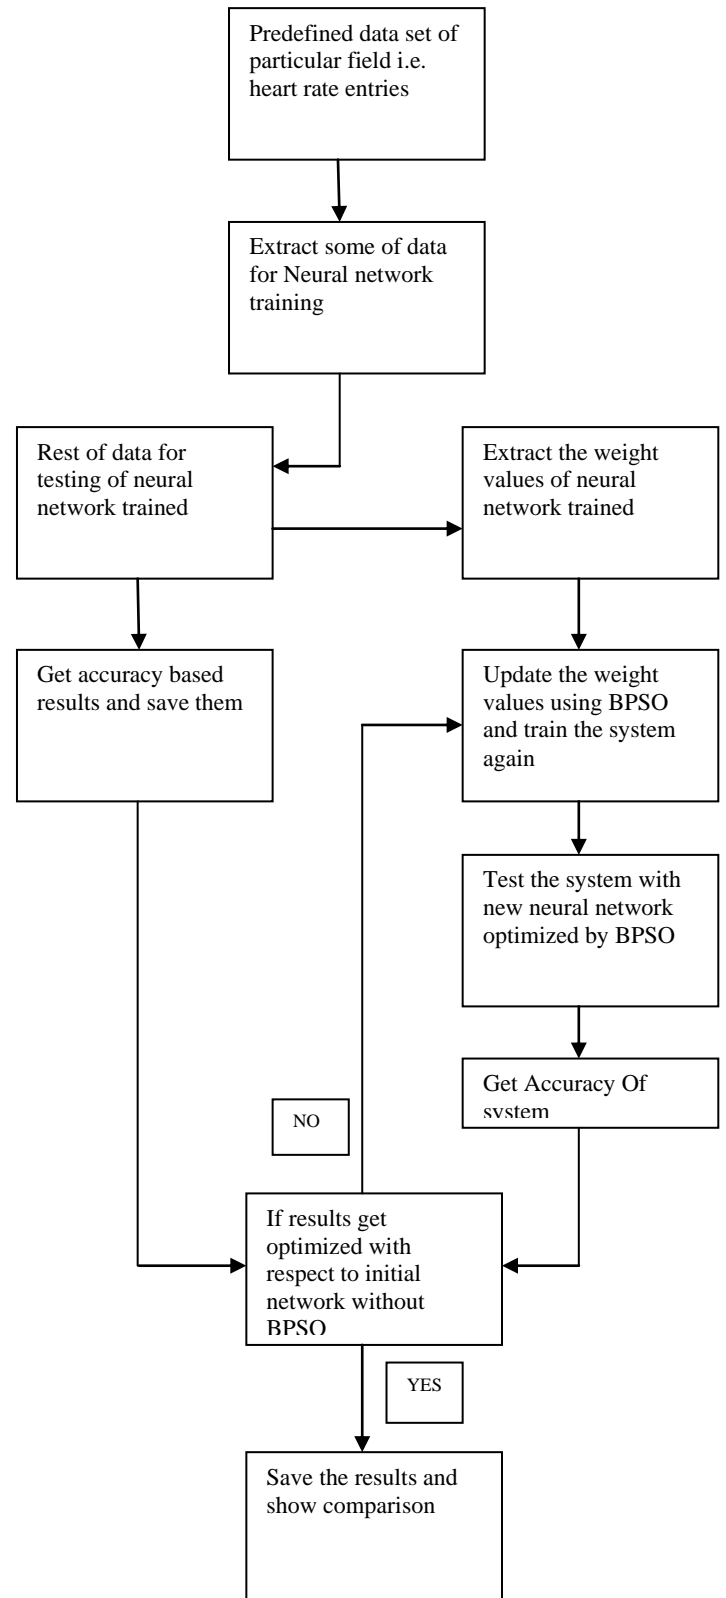 Predefined data set of
particular field i.e.
heart rate entries
Extract some of data
for Neural network
training
Rest of data for
testing of neural
network trained
Extract the weight
values of neural
network trained
Get accuracy based
results and save them
Update the weight
values using BPSO
and train the system
again
Test the system with
new neural network
optimized by BPSO
Get Accuracy Of
system
NO
If results get
optimized with
respect to initial
network without
BPSO
YES
Save the results and
show comparison